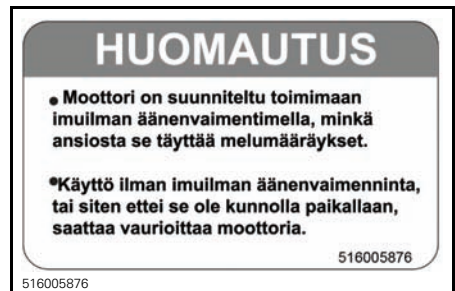 HUOMAUTUS
● Moottori on suunniteltu toimimaan
imuilman äänenvaimentimella, minkä
ansiosta se täyttää melumääräykset.
●Käyttö ilman imuilman äänenvaimenninta,
tai siten ettei se ole kunnolla paikallaan,
saattaa vaurioittaa moottoria.
516005876
516005876